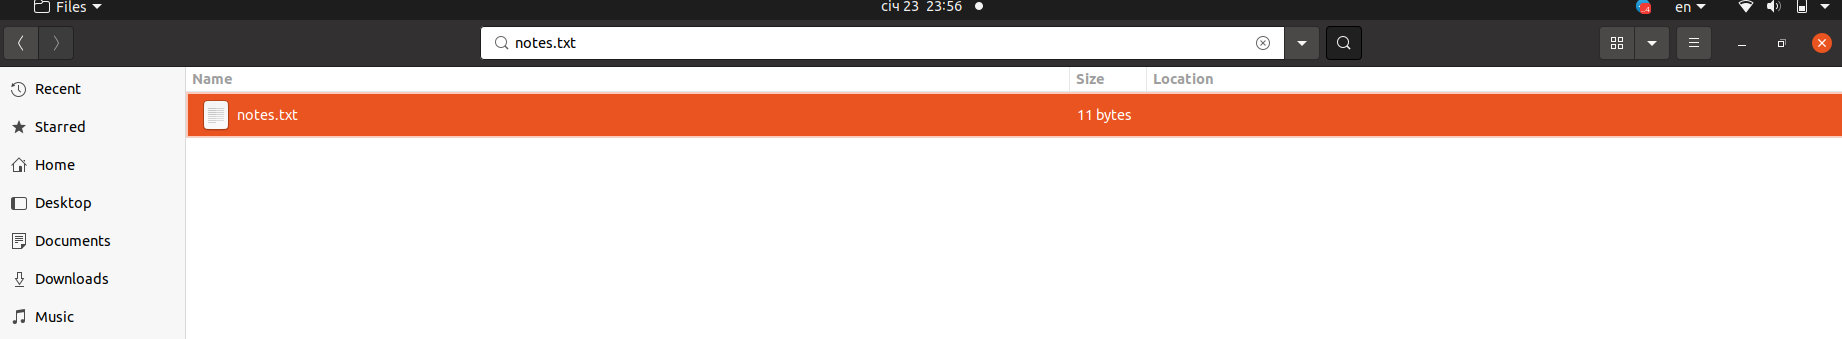 Files січ 23 23:56 en
notes.txt
Name Size Location
notes.txt 11 bytes
Recent
Starred
Home
Desktop
Documents
Downloads
Music